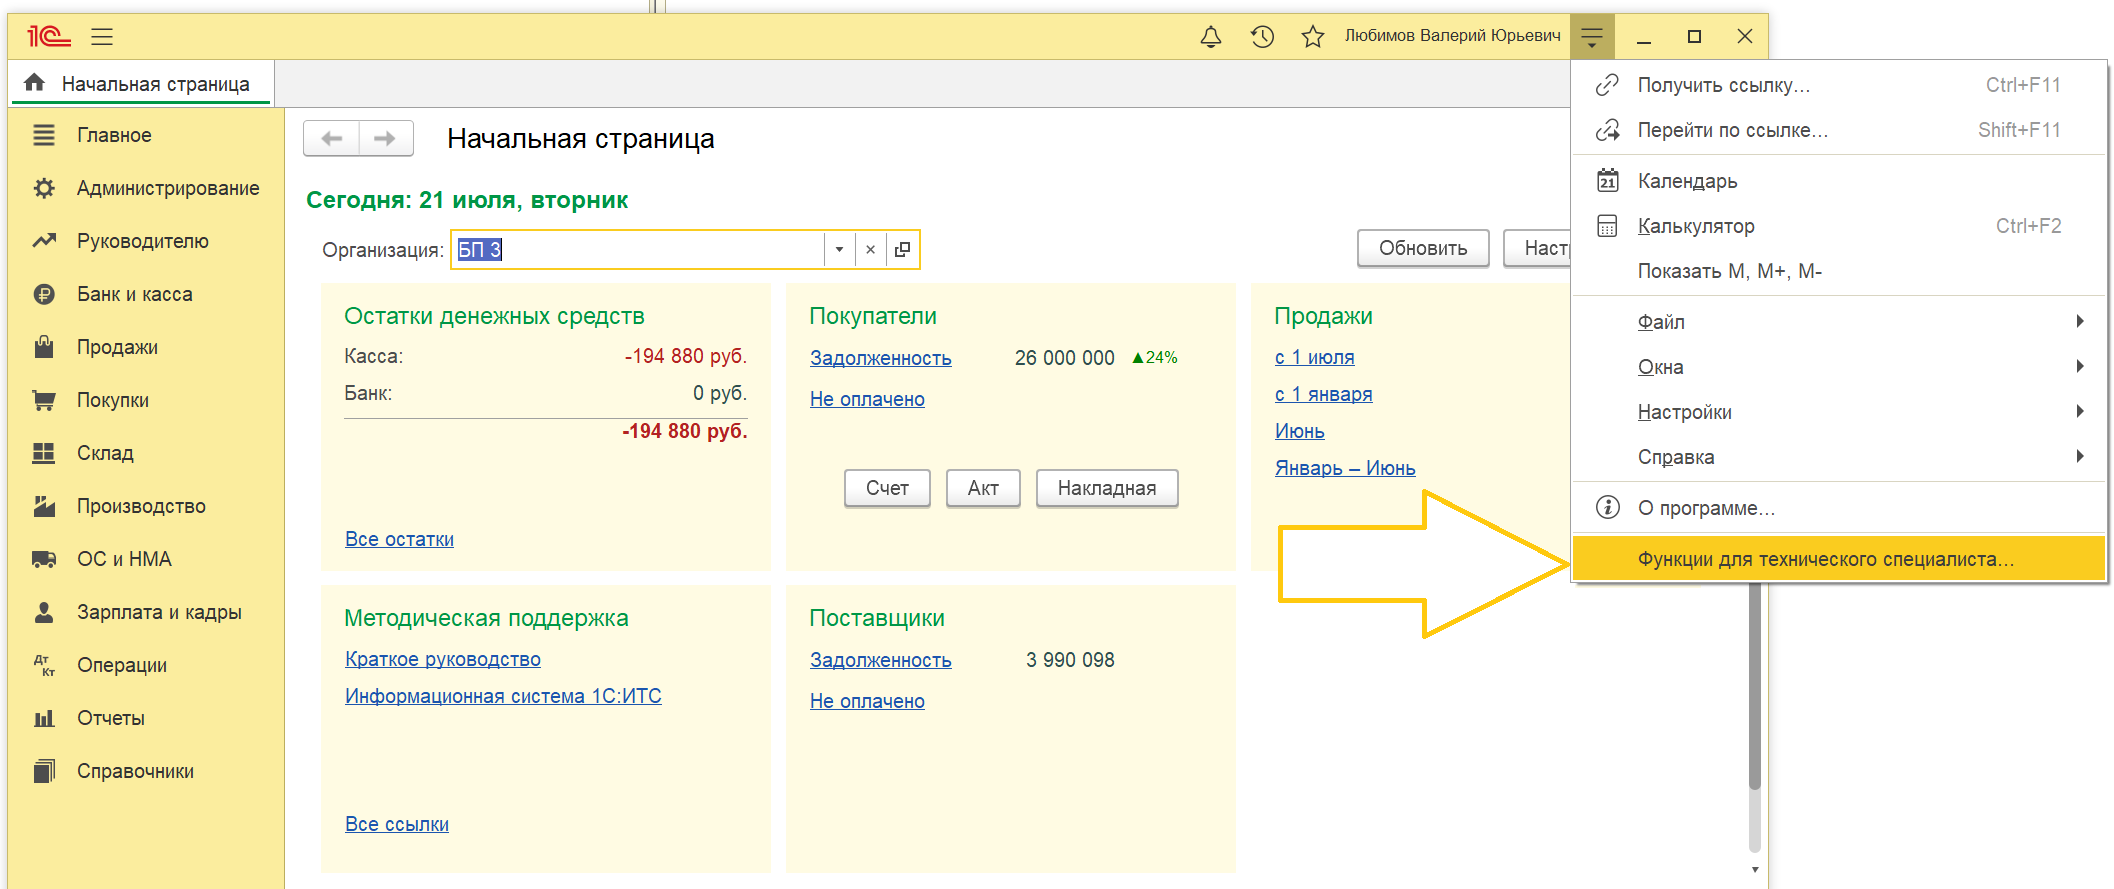 1С
Любимов Валерий Юрьевич
Начальная страница
Главное
Администрирование
Руководителю
Банк и касса
Продажи
Покупки
Склад
Производство
ОС и НМА
Зарплата и кадры
Дт Кт
Операции
Отчеты
Справочники
Начальная страница
Сегодня: 21 июля, вторник
Организация: БП 3
Обновить
Наст
Остатки денежных средств
Касса: -194 880 руб.
Банк: 0 руб.
-194 880 руб.
Все остатки
Покупатели
Задолженность 26 000 000 ▲24%
Не оплачено
Счет Акт Накладная
Продажи
с 1 июля
с 1 января
Июнь
Январь – Июнь
Методическая поддержка
Краткое руководство
Информационная система 1С:ИТС
Все ссылки
Поставщики
Задолженность 3 990 098
Не оплачено
Получить ссылку... Ctrl+F11
Перейти по ссылке... Shift+F11
21 Календарь
Калькулятор Ctrl+F2
Показать M, M+, M-
Файл
Окна
Настройки
Справка
О программе...
Функции для технического специалиста...